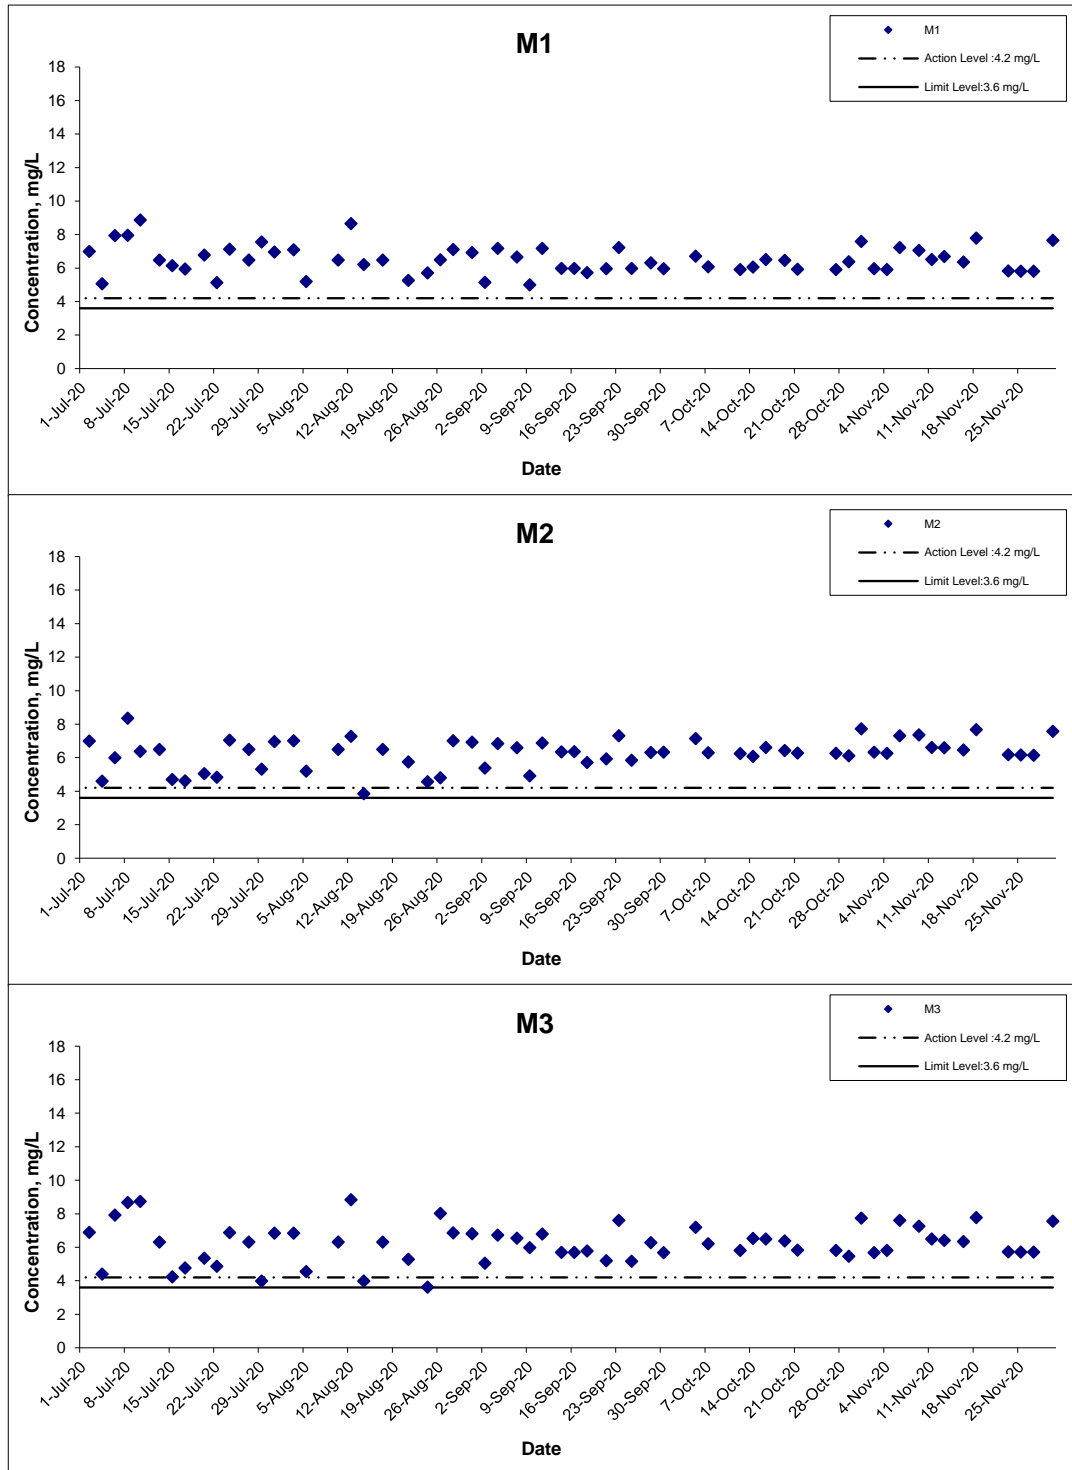 M1
M1
Action Level :4.2 mg/L
Limit Level:3.6 mg/L
Concentration, mg/L
18
16
14
12
10
8
6
4
2
0
1-Jul-20
8-Jul-20
15-Jul-20
22-Jul-20
29-Jul-20
5-Aug-20
12-Aug-20
19-Aug-20
26-Aug-20
2-Sep-20
9-Sep-20
16-Sep-20
23-Sep-20
30-Sep-20
7-Oct-20
14-Oct-20
21-Oct-20
28-Oct-20
4-Nov-20
11-Nov-20
18-Nov-20
25-Nov-20
Date
M2
M2
Action Level :4.2 mg/L
Limit Level:3.6 mg/L
Concentration, mg/L
18
16
14
12
10
8
6
4
2
0
1-Jul-20
8-Jul-20
15-Jul-20
22-Jul-20
29-Jul-20
5-Aug-20
12-Aug-20
19-Aug-20
26-Aug-20
2-Sep-20
9-Sep-20
16-Sep-20
23-Sep-20
30-Sep-20
7-Oct-20
14-Oct-20
21-Oct-20
28-Oct-20
4-Nov-20
11-Nov-20
18-Nov-20
25-Nov-20
Date
M3
M3
Action Level :4.2 mg/L
Limit Level:3.6 mg/L
Concentration, mg/L
18
16
14
12
10
8
6
4
2
0
1-Jul-20
8-Jul-20
15-Jul-20
22-Jul-20
29-Jul-20
5-Aug-20
12-Aug-20
19-Aug-20
26-Aug-20
2-Sep-20
9-Sep-20
16-Sep-20
23-Sep-20
30-Sep-20
7-Oct-20
14-Oct-20
21-Oct-20
28-Oct-20
4-Nov-20
11-Nov-20
18-Nov-20
25-Nov-20
Date